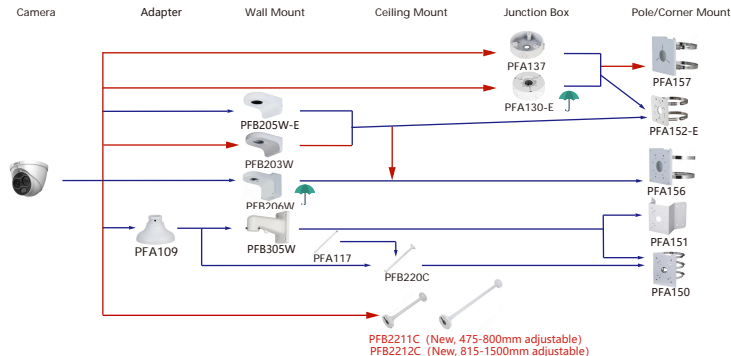 Camera Adapter Wall Mount Ceiling Mount Junction Box Pole/Corner Mount
PFA137
PFA157
PFA130-E
PFB205W-E
PFA152-E
PFB203W
PFB206W
PFA156
PFA109
PFB305W
PFA117
PFB220C
PFA151
PFA150
PFB2211C (New, 475-800mm adjustable)
PFB2212C (New, 815-1500mm adjustable)